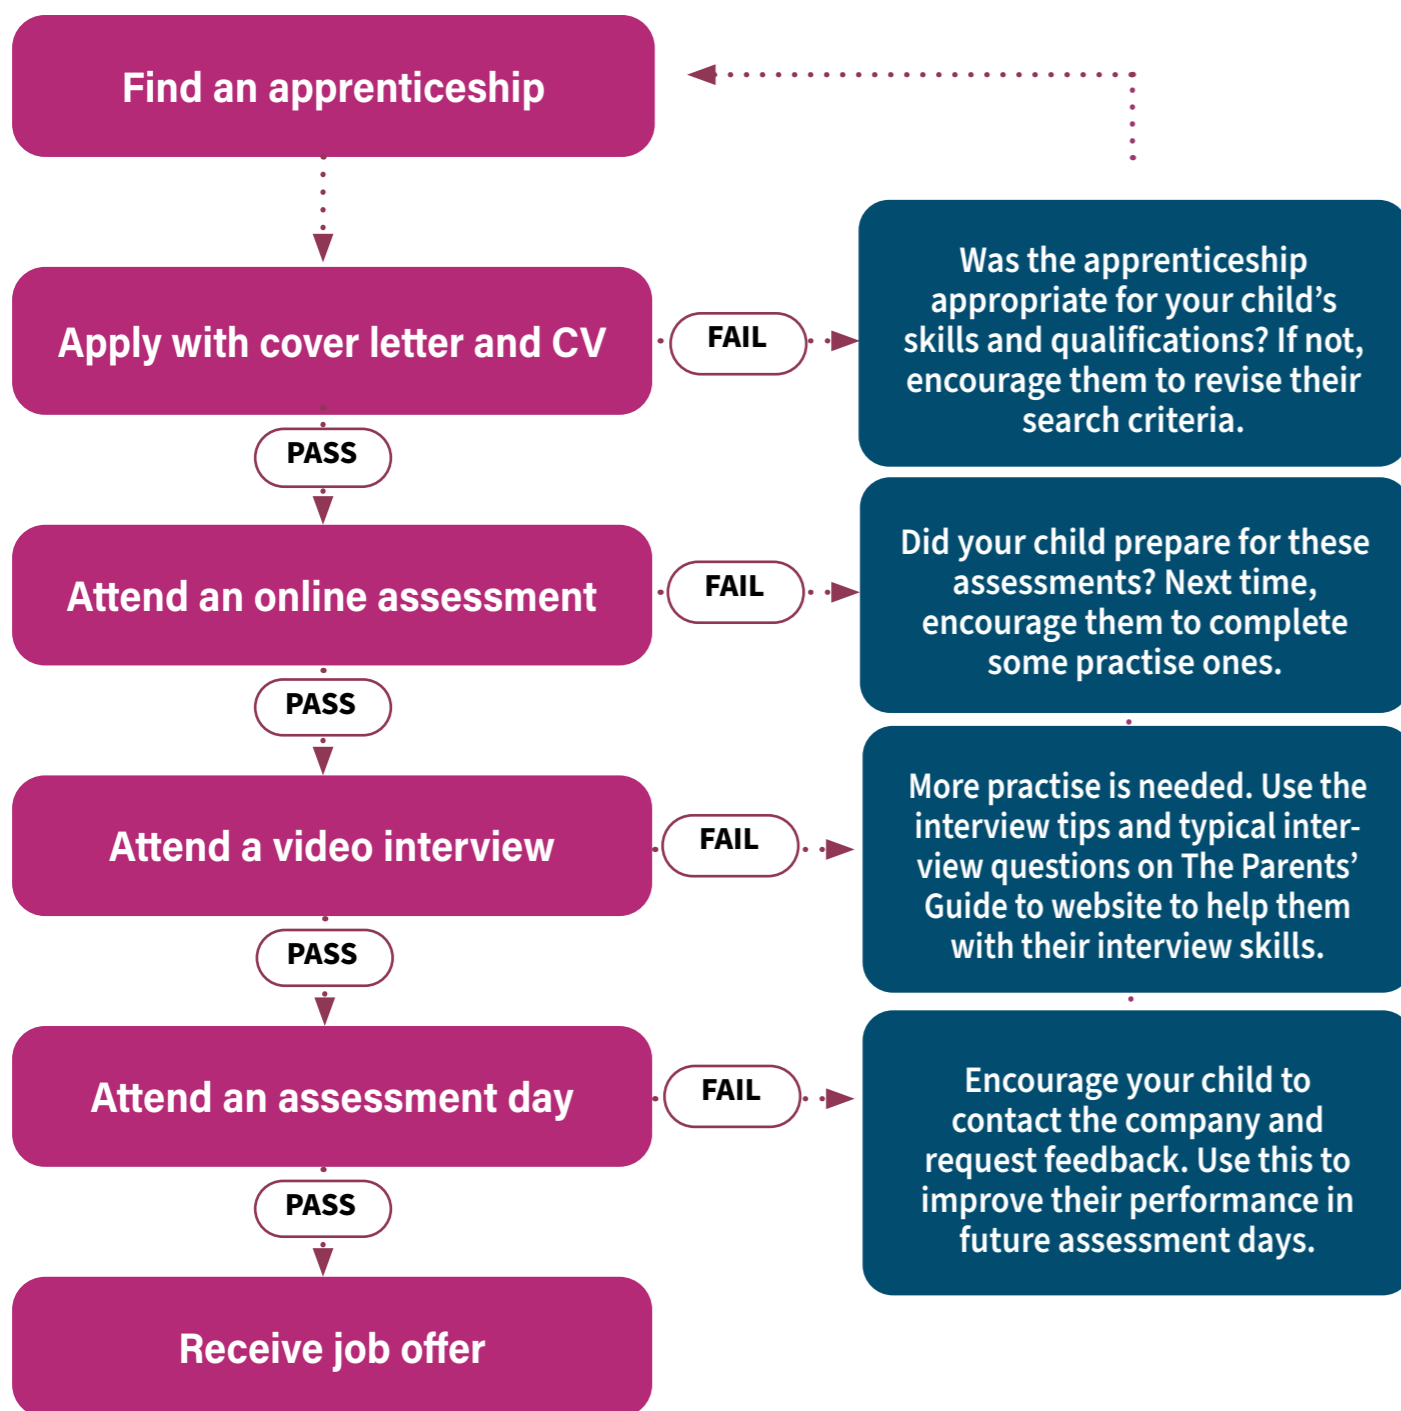 Find an apprenticeship
Apply with cover letter and CV
FAIL
Was the apprenticeship
appropriate for your child’s
skills and qualifications? If not,
encourage them to revise their
search criteria.
PASS
Attend an online assessment
FAIL
Did your child prepare for these
assessments? Next time,
encourage them to complete
some practise ones.
PASS
Attend a video interview
FAIL
More practise is needed. Use the
interview tips and typical inter-
view questions on The Parents’
Guide to website to help them
with their interview skills.
PASS
Attend an assessment day
FAIL
Encourage your child to
contact the company and
request feedback. Use this to
improve their performance in
future assessment days.
PASS
Receive job offer